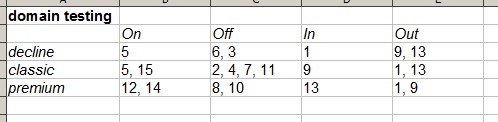 domain testing
On Off In Out
decline 5 6, 3 1 9, 13
classic 5, 15 2, 4, 7, 11 9 1, 13
premium 12, 14 8, 10 13 1, 9